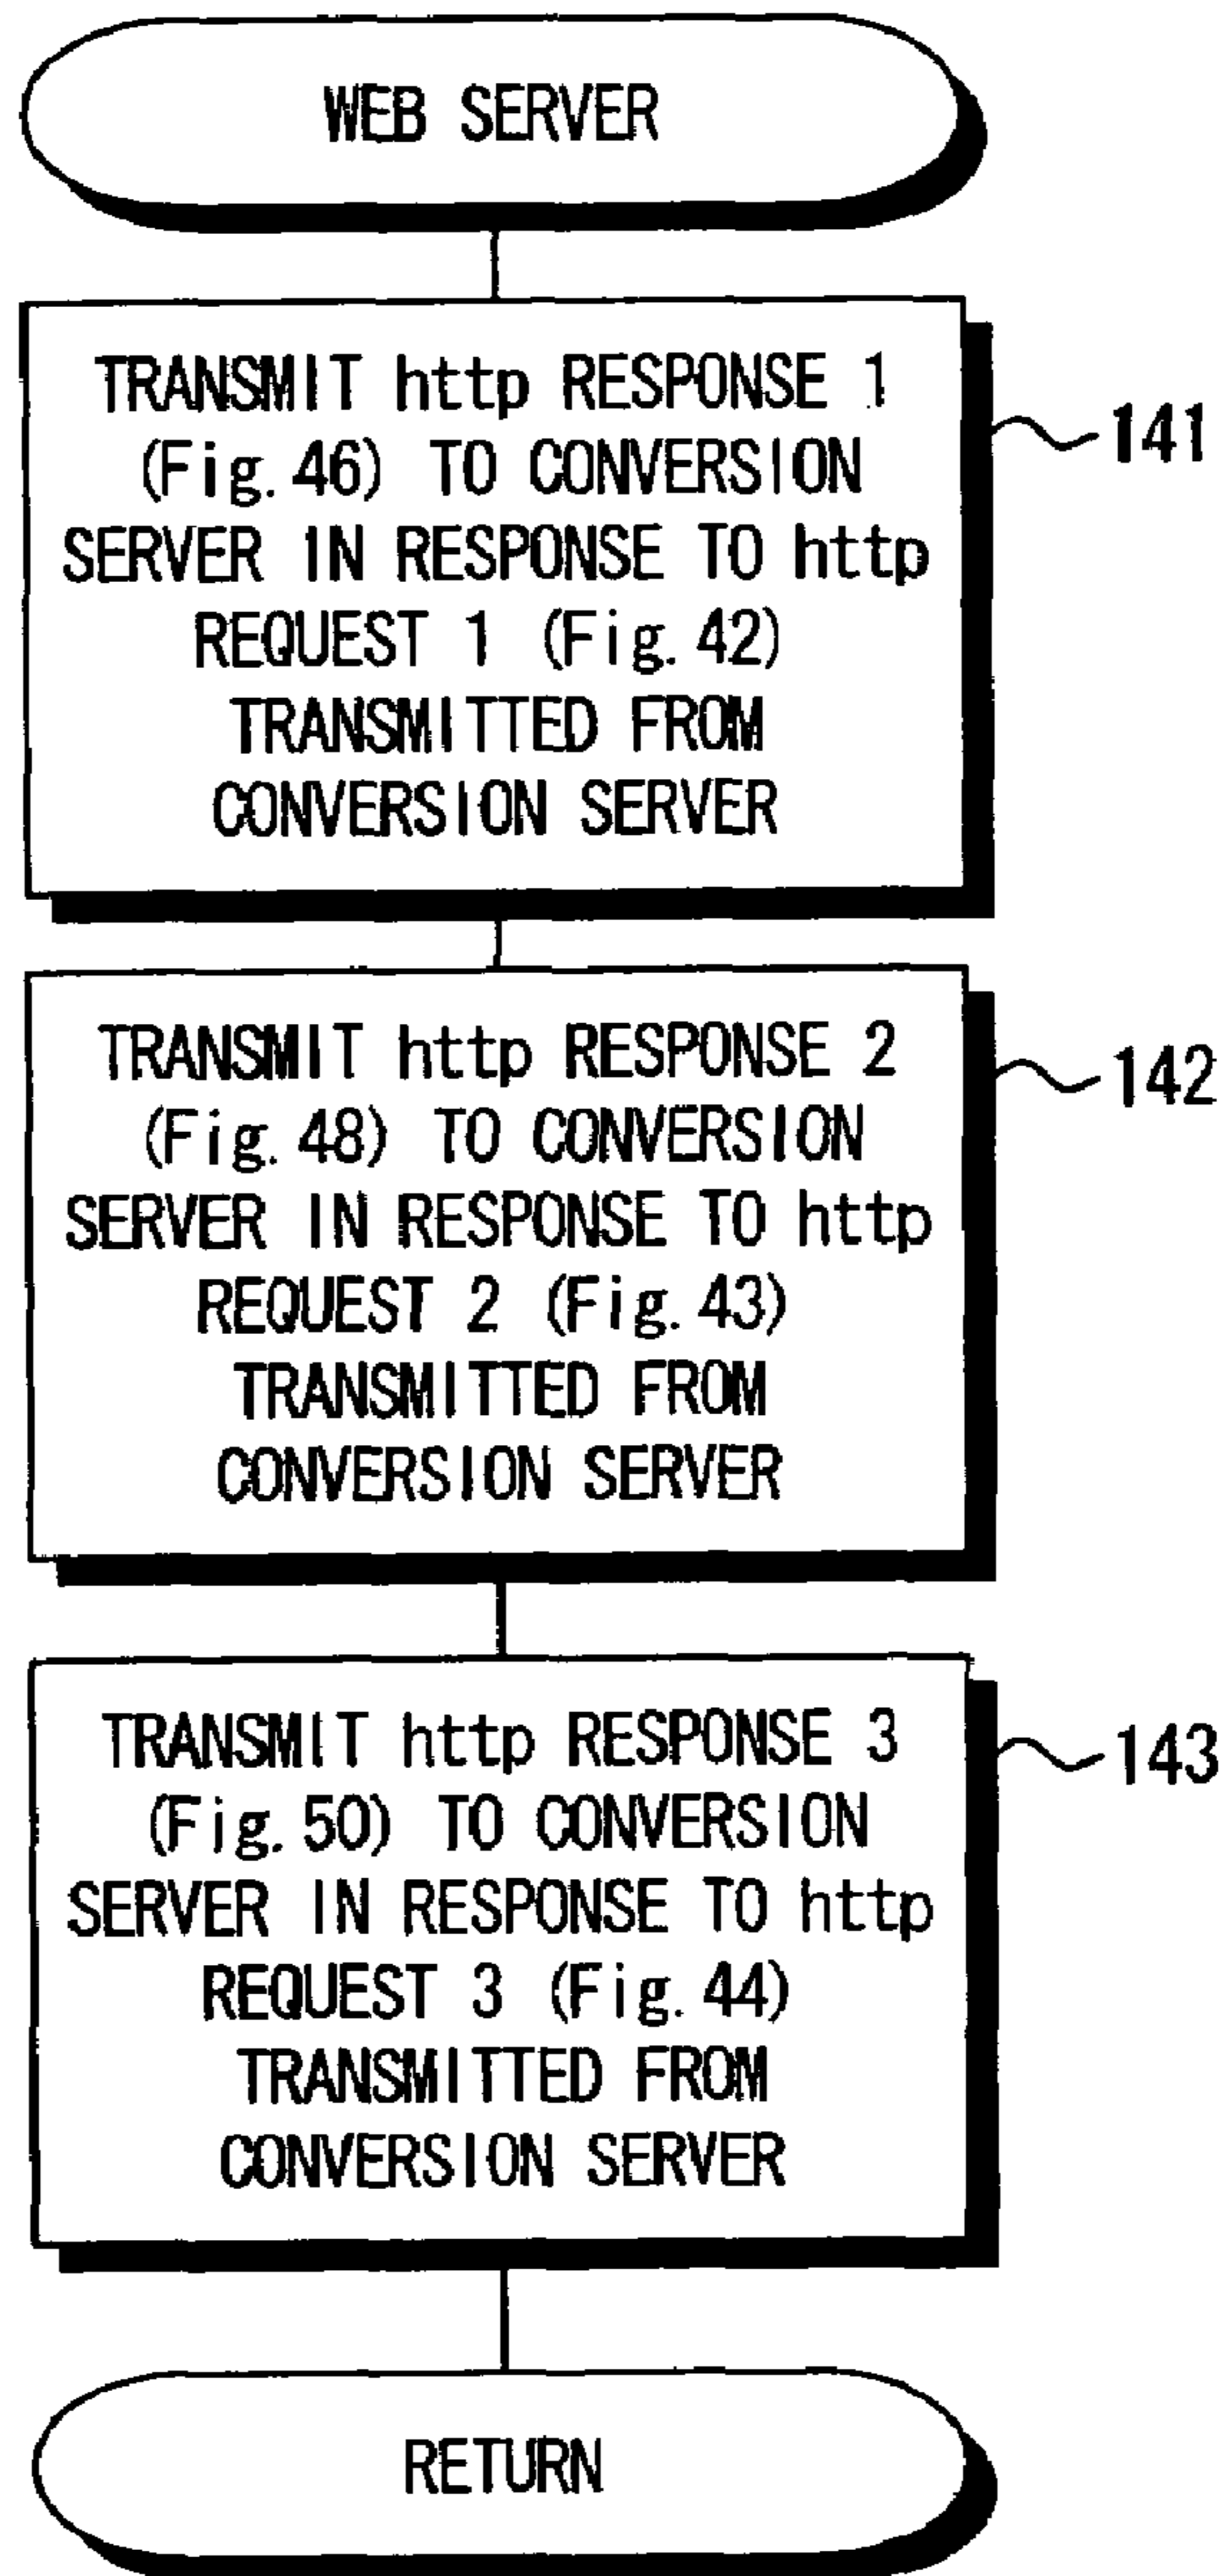 WEB SERVER
TRANSMIT http RESPONSE 1
(Fig. 46) TO CONVERSION
SERVER IN RESPONSE TO http
REQUEST 1 (Fig. 42)
TRANSMITTED FROM
CONVERSION SERVER
141
TRANSMIT http RESPONSE 2
(Fig. 48) TO CONVERSION
SERVER IN RESPONSE TO http
REQUEST 2 (Fig. 43)
TRANSMITTED FROM
CONVERSION SERVER
142
TRANSMIT http RESPONSE 3
(Fig. 50) TO CONVERSION
SERVER IN RESPONSE TO http
REQUEST 3 (Fig. 44)
TRANSMITTED FROM
CONVERSION SERVER
143
RETURN